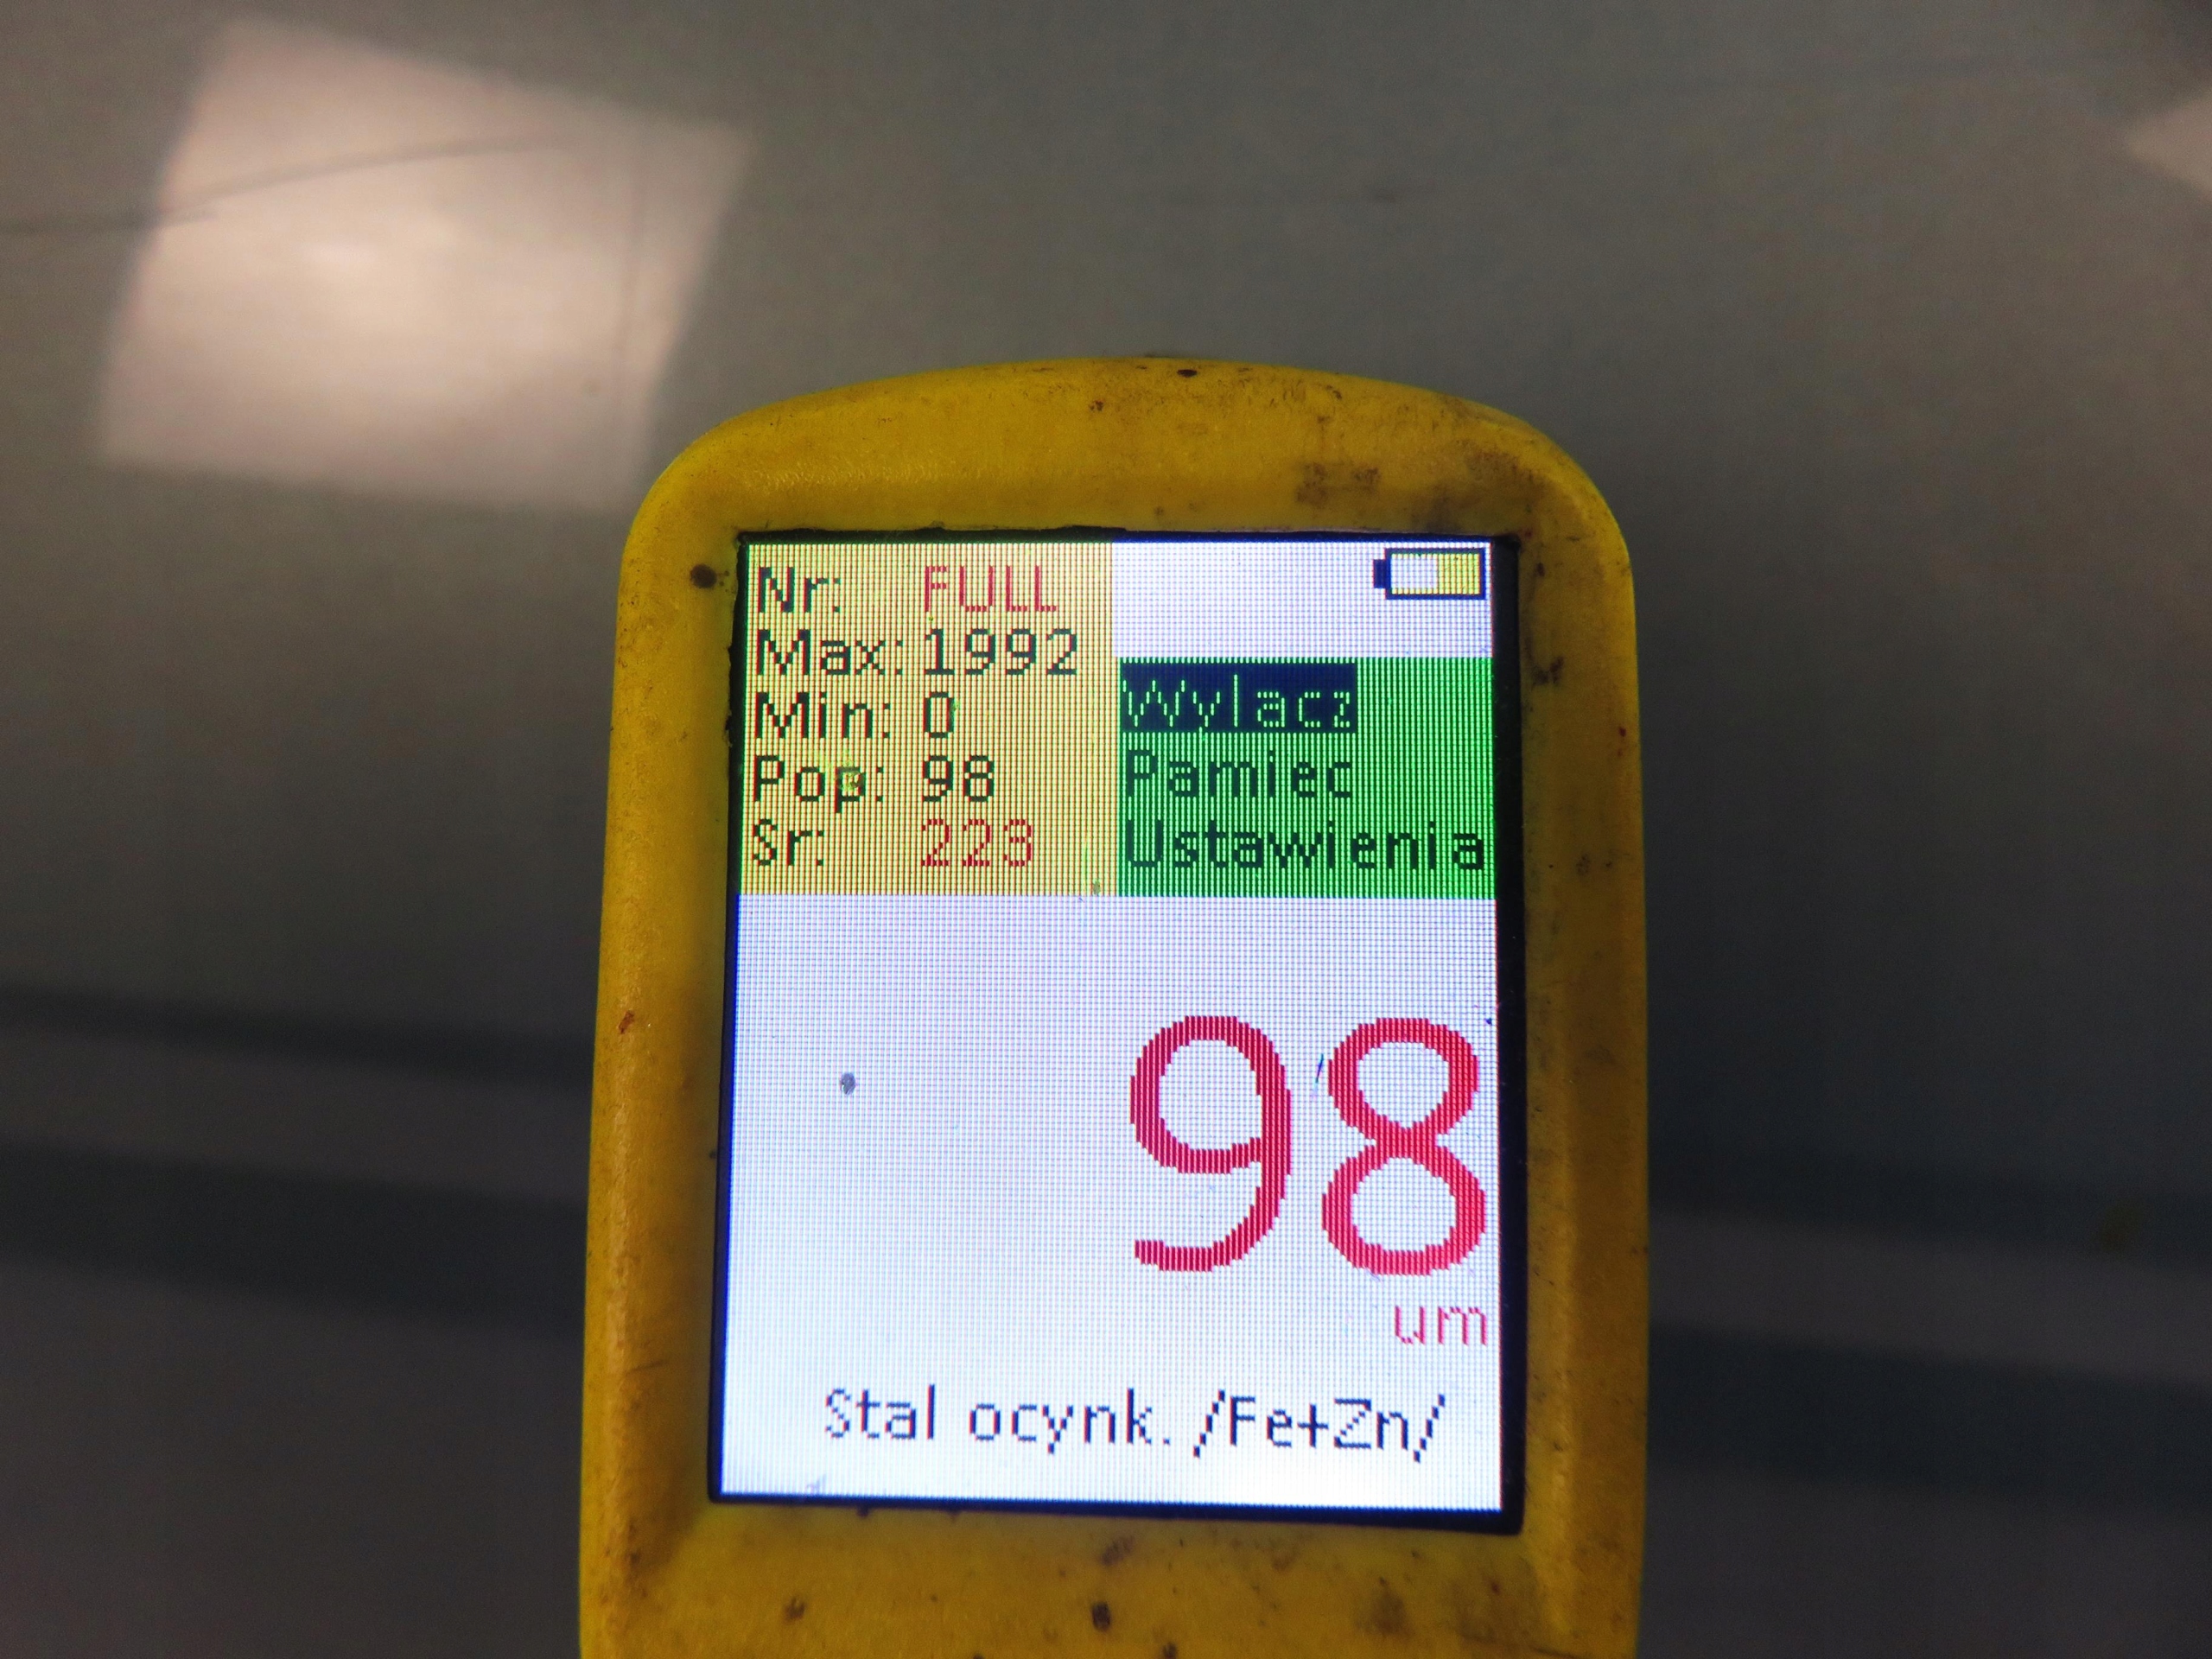 Nr: FULL
Max: 1992
Min: 0
Pop: 98
Sr: 223
Wylacz
Pamiec
Ustawienia
98
um
Stal ocynk. /Fe+Zn/